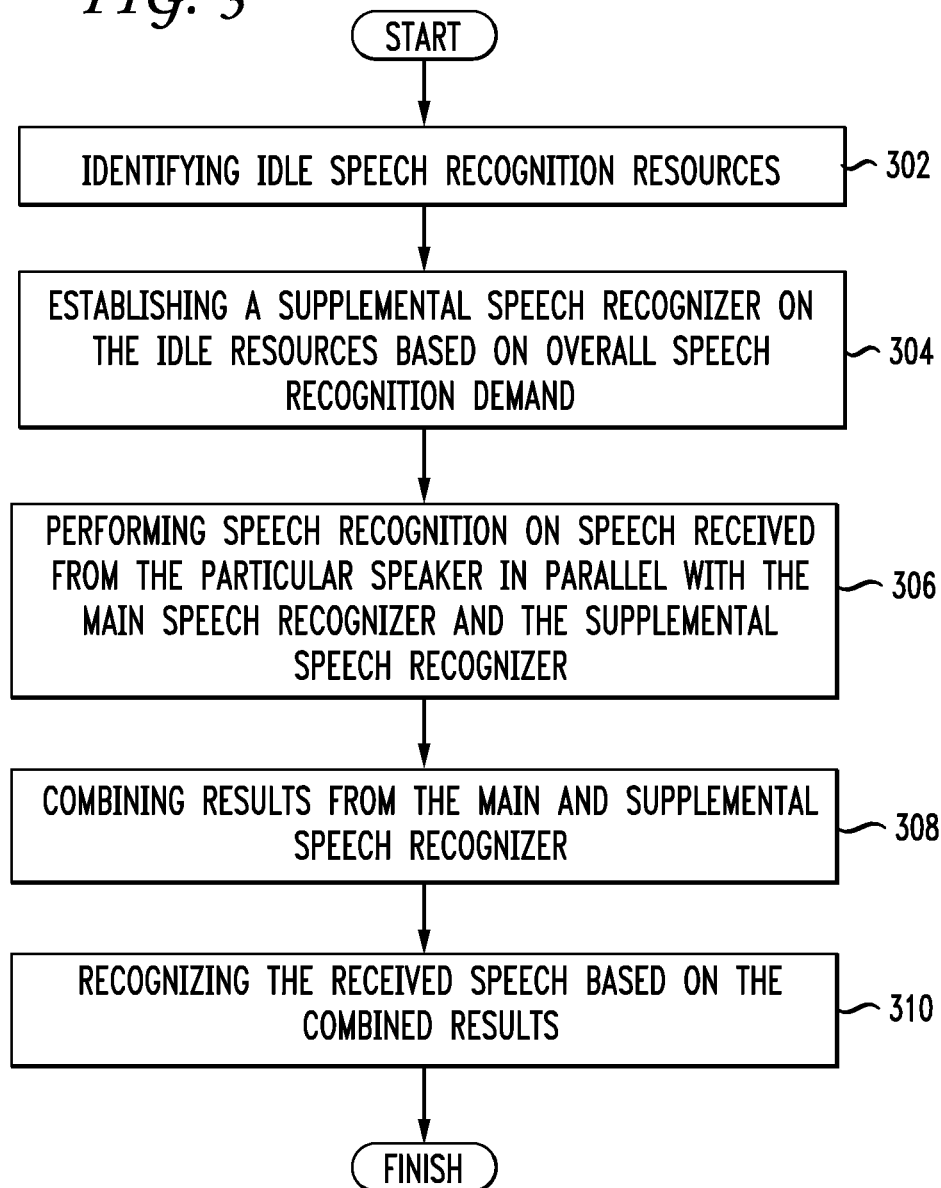 FIG. 3
START
IDENTIFYING IDLE SPEECH RECOGNITION RESOURCES
302
ESTABLISHING A SUPPLEMENTAL SPEECH RECOGNIZER ON
THE IDLE RESOURCES BASED ON OVERALL SPEECH
RECOGNITION DEMAND
304
PERFORMING SPEECH RECOGNITION ON SPEECH RECEIVED
FROM THE PARTICULAR SPEAKER IN PARALLEL WITH THE
MAIN SPEECH RECOGNIZER AND THE SUPPLEMENTAL
SPEECH RECOGNIZER
306
COMBINING RESULTS FROM THE MAIN AND SUPPLEMENTAL
SPEECH RECOGNIZER
308
RECOGNIZING THE RECEIVED SPEECH BASED ON THE
COMBINED RESULTS
310
FINISH